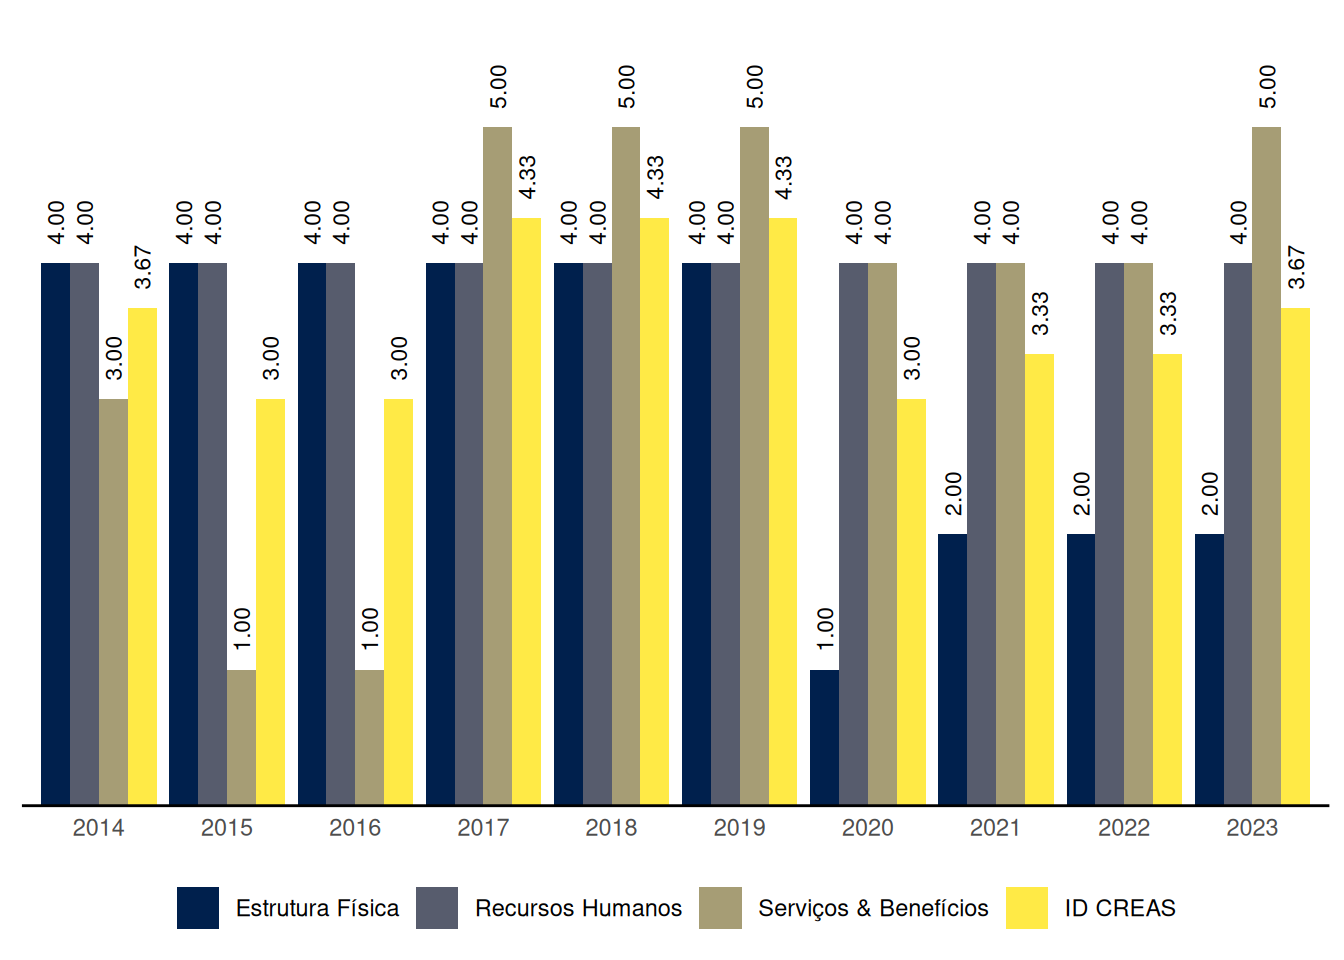 4.00 4.00 3.00 3.67 4.00 4.00 1.00 3.00 4.00 4.00 1.00 3.00 4.00 4.00 5.00 4.33 4.00 4.00 5.00 4.33 4.00 4.00 5.00 4.33 1.00 4.00 4.00 3.00 2.00 4.00 4.00 3.33 2.00 4.00 4.00 3.33 2.00 4.00 5.00 3.67
2014 2015 2016 2017 2018 2019 2020 2021 2022 2023
Estrutura Física Recursos Humanos Serviços & Benefícios ID CREAS